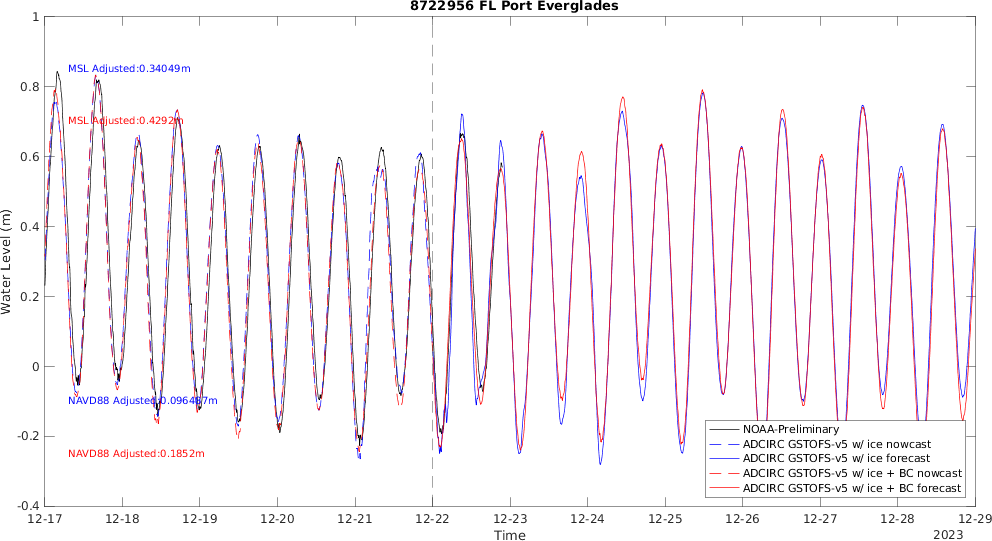 8722956 FL Port Everglades
1
0.8
0.6
0.4
0.2
0
-0.2
-0.4
Water Level (m)
MSL Adjusted:0.34049m
MSL Adjusted:0.4292m
NAVD88 Adjusted:0.096487m
NAVD88 Adjusted:0.1852m
NOAA-Preliminary
ADCIRC GSTOFS-v5 w/ ice nowcast
ADCIRC GSTOFS-v5 w/ ice forecast
ADCIRC GSTOFS-v5 w/ ice + BC nowcast
ADCIRC GSTOFS-v5 w/ ice + BC forecast
12-17 12-18 12-19 12-20 12-21 12-22 12-23 12-24 12-25 12-26 12-27 12-28 12-29
Time
2023